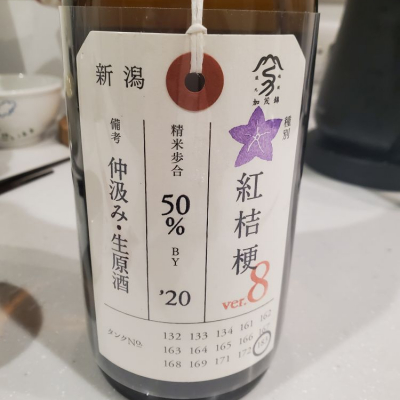 新潟
加茂錦
種別
紅桔梗
ver.8
精米歩合
50%
BY
'20
備考
仲汲み・生原酒
タンクNo.
132 133 134 161 162
163 164 165 166 167
168 169 171 172